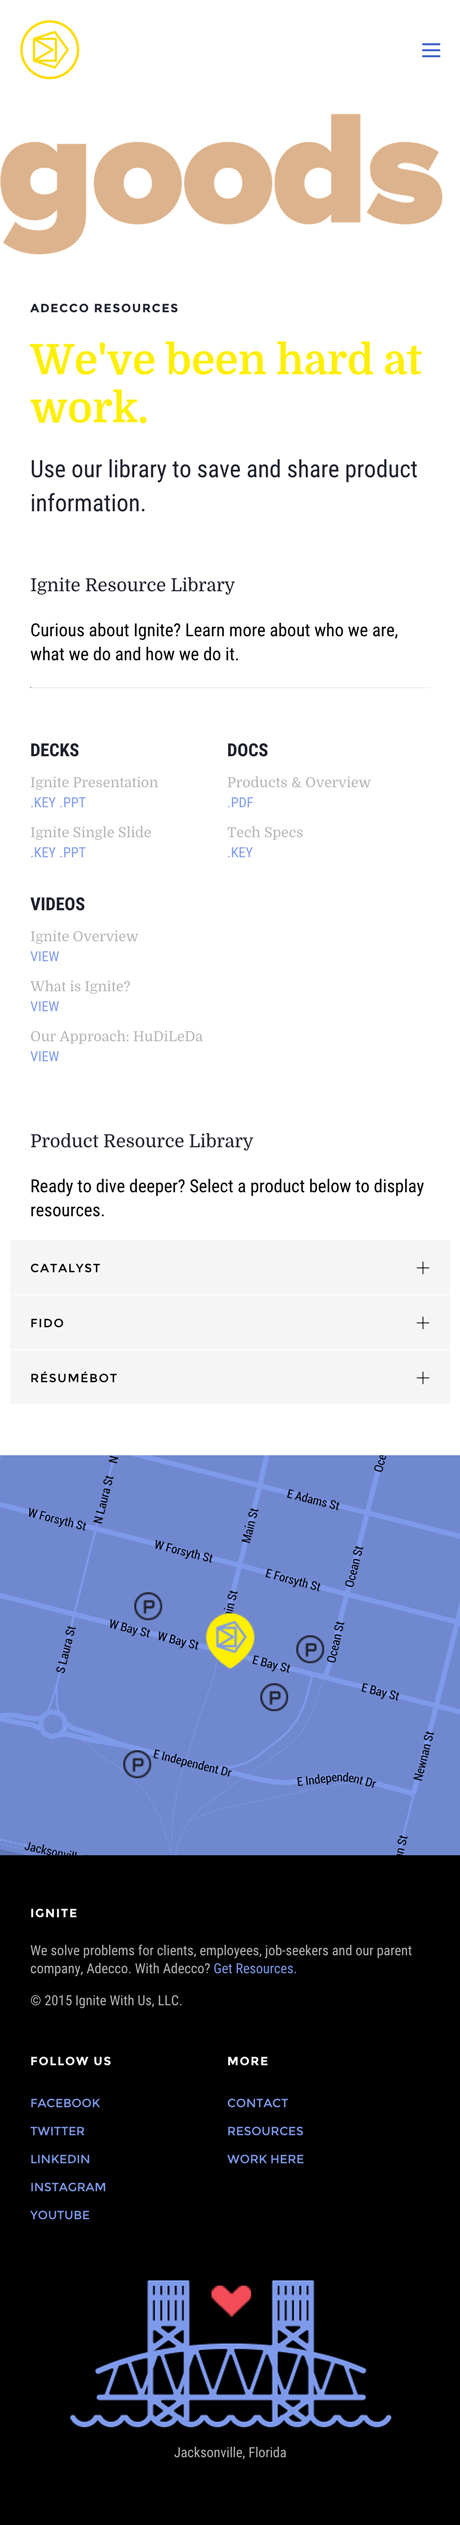 goods
ADECCO RESOURCES
We've been hard at
work.
Use our library to save and share product
information.
Ignite Resource Library
Curious about Ignite? Learn more about who we are,
what we do and how we do it.
DECKS
Ignite Presentation
.KEY .PPT
Ignite Single Slide
.KEY .PPT
DOCS
Products & Overview
.PDF
Tech Specs
.KEY
VIDEOS
Ignite Overview
VIEW
What is Ignite?
VIEW
Our Approach: HuDiLeDa
VIEW
Product Resource Library
Ready to dive deeper? Select a product below to display
resources.
CATALYST
FIDO
RÉSUMÉBOT
N
Oce
N Laura St
E Adams St
W Forsyth St
Main St
W Forsyth St
E Forsyth St
Ocean St
in St
P
W Bay St
W Bay St
S Laura St
Ocean St
P
E Bay St
P
E Bay St
Newnan St
P
E Independent Dr
E Independent Dr
n St
Jacksonvill
IGNITE
We solve problems for clients, employees, job-seekers and our parent
company, Adecco. With Adecco? Get Resources.
© 2015 Ignite With Us, LLC.
FOLLOW US
FACEBOOK
TWITTER
LINKEDIN
INSTAGRAM
YOUTUBE
MORE
CONTACT
RESOURCES
WORK HERE
Jacksonville, Florida